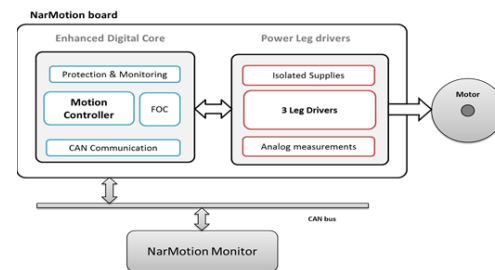 NarMotion board
Enhanced Digital Core
Power Leg drivers
Protection & Monitoring
Motion
Controller
FOC
CAN Communication
Isolated Supplies
3 Leg Drivers
Analog measurements
Motor
CAN bus
NarMotion Monitor